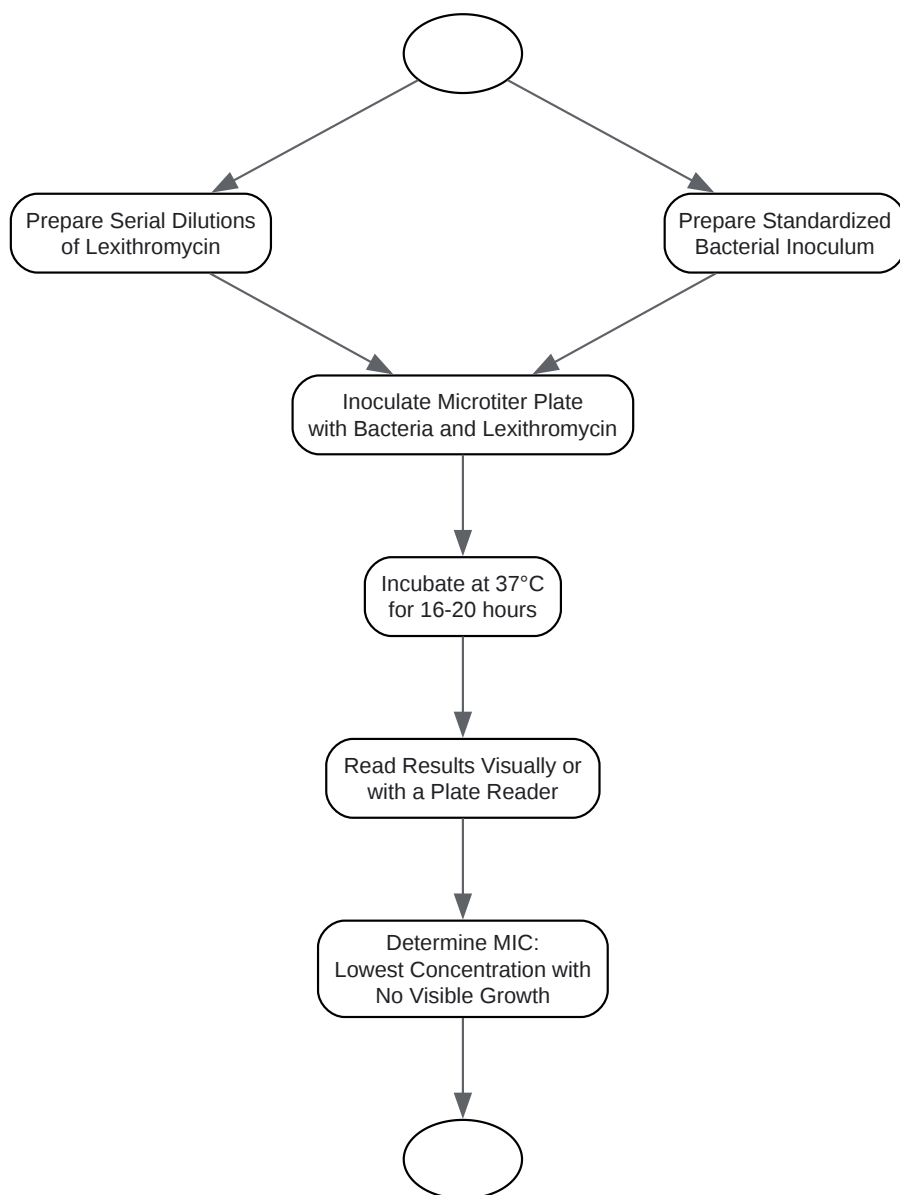 Prepare Serial Dilutions
of Lexithromycin
Prepare Standardized
Bacterial Inoculum
Inoculate Microtiter Plate
with Bacteria and Lexithromycin
Incubate at 37°C
for 16-20 hours
Read Results Visually or
with a Plate Reader
Determine MIC:
Lowest Concentration with
No Visible Growth